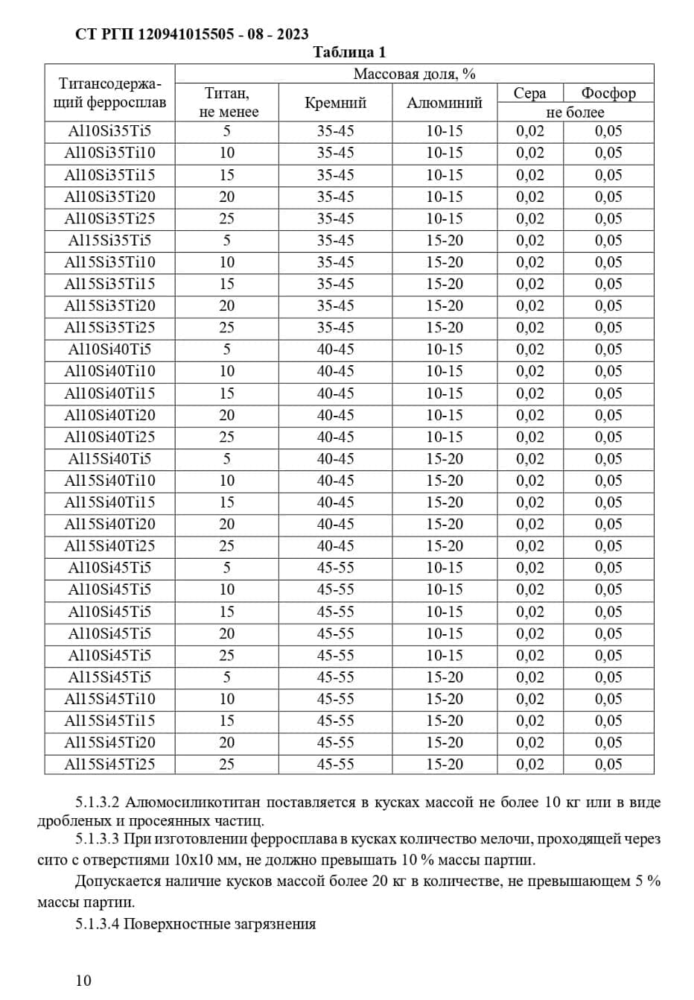 СТ РГП 120941015505 - 08 - 2023
Таблица 1
Титансодержа-
щий ферросплав
Массовая доля, %
Титан,
не менее
Кремний
Алюминий
Сера Фосфор
не более
Al10Si35Ti5 5 35-45 10-15 0,02 0,05
Al10Si35Ti10 10 35-45 10-15 0,02 0,05
Al10Si35Ti15 15 35-45 10-15 0,02 0,05
Al10Si35Ti20 20 35-45 10-15 0,02 0,05
Al10Si35Ti25 25 35-45 10-15 0,02 0,05
Al15Si35Ti5 5 35-45 15-20 0,02 0,05
Al15Si35Ti10 10 35-45 15-20 0,02 0,05
Al15Si35Ti15 15 35-45 15-20 0,02 0,05
Al15Si35Ti20 20 35-45 15-20 0,02 0,05
Al15Si35Ti25 25 35-45 15-20 0,02 0,05
Al10Si40Ti5 5 40-45 10-15 0,02 0,05
Al10Si40Ti10 10 40-45 10-15 0,02 0,05
Al10Si40Ti15 15 40-45 10-15 0,02 0,05
Al10Si40Ti20 20 40-45 10-15 0,02 0,05
Al10Si40Ti25 25 40-45 10-15 0,02 0,05
Al15Si40Ti5 5 40-45 15-20 0,02 0,05
Al15Si40Ti10 10 40-45 15-20 0,02 0,05
Al15Si40Ti15 15 40-45 15-20 0,02 0,05
Al15Si40Ti20 20 40-45 15-20 0,02 0,05
Al15Si40Ti25 25 40-45 15-20 0,02 0,05
Al10Si45Ti5 5 45-55 10-15 0,02 0,05
Al10Si45Ti5 10 45-55 10-15 0,02 0,05
Al10Si45Ti5 15 45-55 10-15 0,02 0,05
Al10Si45Ti5 20 45-55 10-15 0,02 0,05
Al10Si45Ti5 25 45-55 10-15 0,02 0,05
Al15Si45Ti5 5 45-55 15-20 0,02 0,05
Al15Si45Ti10 10 45-55 15-20 0,02 0,05
Al15Si45Ti15 15 45-55 15-20 0,02 0,05
Al15Si45Ti20 20 45-55 15-20 0,02 0,05
Al15Si45Ti25 25 45-55 15-20 0,02 0,05
5.1.3.2 Алюмосиликотитан поставляется в кусках массой не более 10 кг или в виде
дробленых и просеянных частиц.
5.1.3.3 При изготовлении ферросплава в кусках количество мелочи, проходящей через
сито с отверстиями 10х10 мм, не должно превышать 10 % массы партии.
Допускается наличие кусков массой более 20 кг в количестве, не превышающем 5 %
массы партии.
5.1.3.4 Поверхностные загрязнения
10